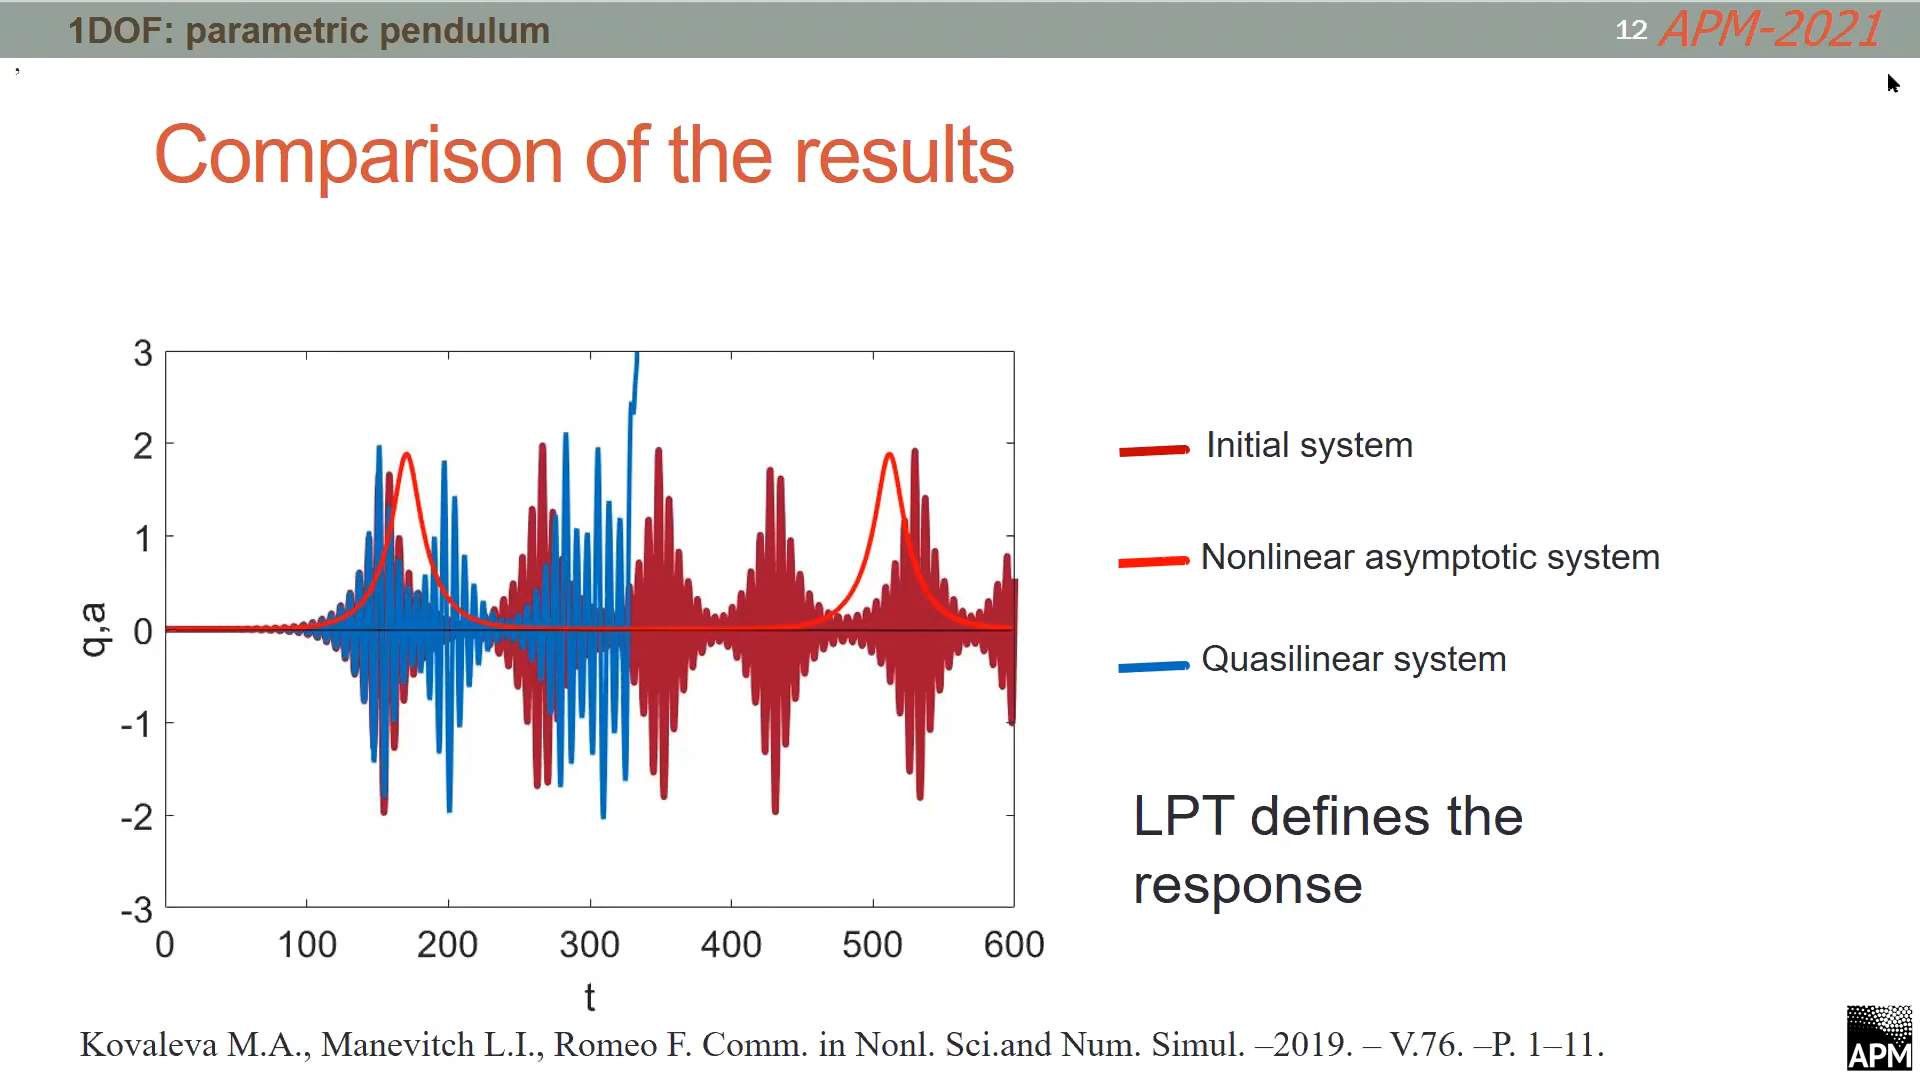 1DOF: parametric pendulum
12 APM-2021
,
Comparison of the results
3
2
1
0
-1
-2
-3
q,a
0 100 200 300 400 500 600
t
Initial system
Nonlinear asymptotic system
Quasilinear system
LPT defines the
response
Kovaleva M.A., Manevitch L.I., Romeo F. Comm. in Nonl. Sci.and Num. Simul. –2019. – V.76. –P. 1–11.
APM